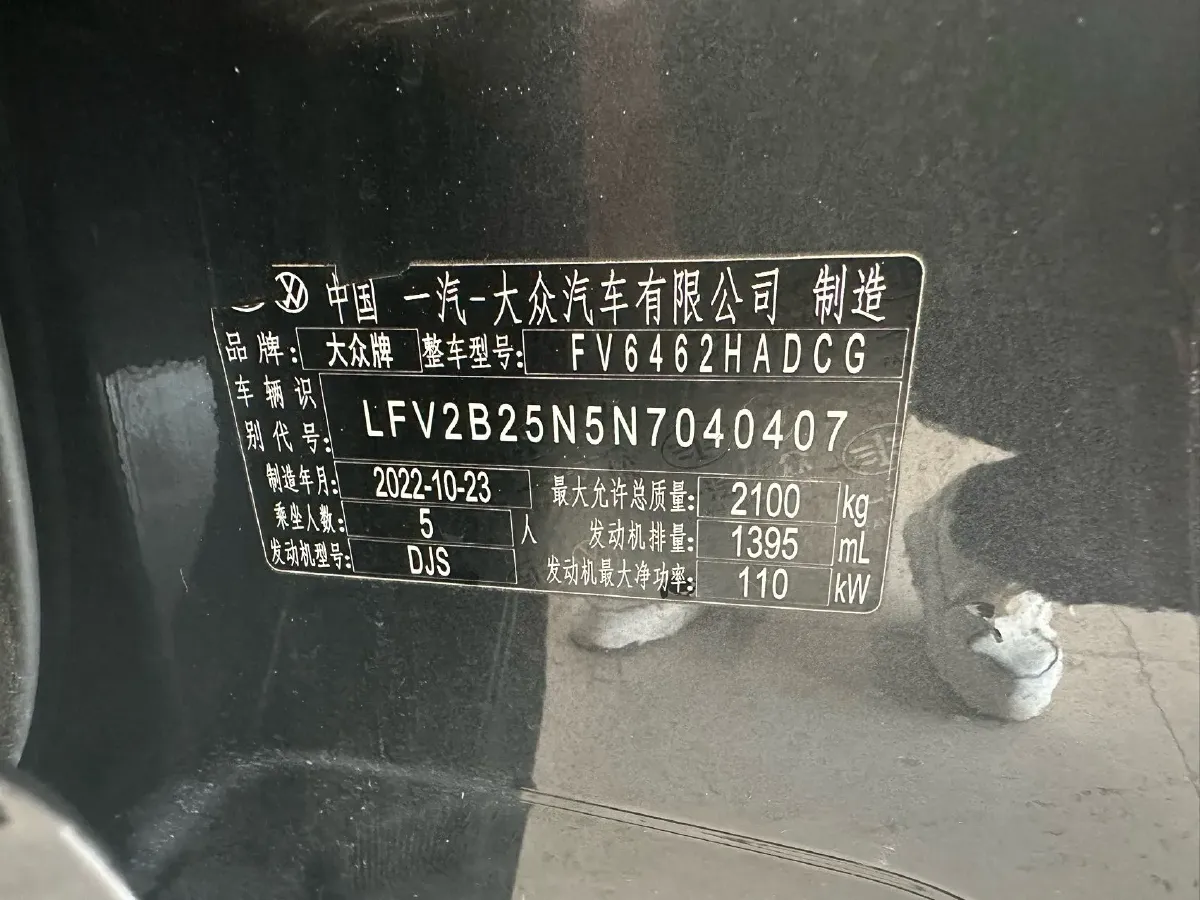 中国 一汽-大众汽车有限公司 制造
品牌: 大众牌 整车型号: FV6462HADCG
车辆识别代号: LFV2B25N5N7040407
制造年月: 2022-10-23 最大允许总质量: 2100 kg
乘坐人数: 5 人 发动机排量: 1395 mL
发动机型号: DJS 发动机最大净功率: 110 kW